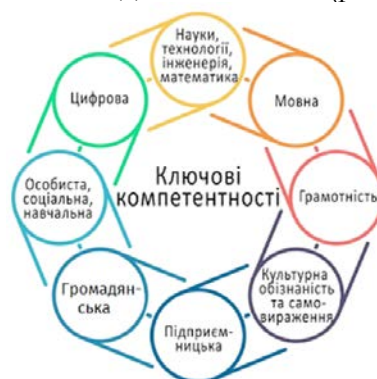 Науки,
технології,
інженерія,
математика
Цифрова
Мовна
Ключові
компетентності
Особиста,
соціальна,
навчальна
Грамотність
Громадян-
ська
Культурна
обізнаність
та само-
вираження
Підприєм-
ницька